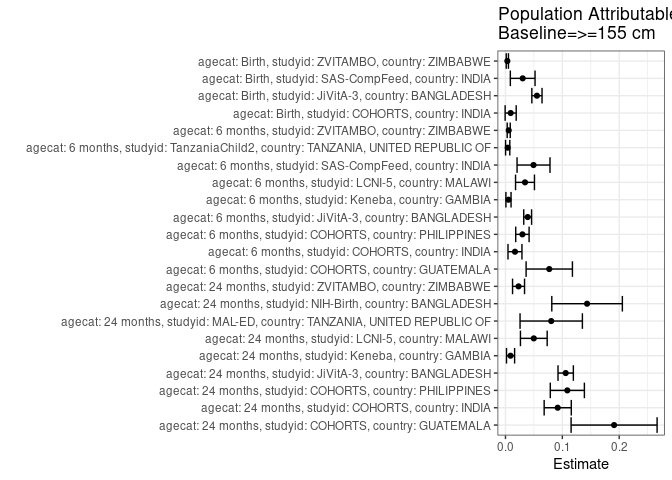 Population Attributable
Baseline=>=155 cm
agecat: Birth, studyid: ZVITAMBO, country: ZIMBABWE
agecat: Birth, studyid: SAS-CompFeed, country: INDIA
agecat: Birth, studyid: JiVitA-3, country: BANGLADESH
agecat: Birth, studyid: COHORTS, country: INDIA
agecat: 6 months, studyid: ZVITAMBO, country: ZIMBABWE
agecat: 6 months, studyid: TanzaniaChild2, country: TANZANIA, UNITED REPUBLIC OF
agecat: 6 months, studyid: SAS-CompFeed, country: INDIA
agecat: 6 months, studyid: LCNI-5, country: MALAWI
agecat: 6 months, studyid: Keneba, country: GAMBIA
agecat: 6 months, studyid: JiVitA-3, country: BANGLADESH
agecat: 6 months, studyid: COHORTS, country: PHILIPPINES
agecat: 6 months, studyid: COHORTS, country: INDIA
agecat: 6 months, studyid: COHORTS, country: GUATEMALA
agecat: 24 months, studyid: ZVITAMBO, country: ZIMBABWE
agecat: 24 months, studyid: NIH-Birth, country: BANGLADESH
agecat: 24 months, studyid: MAL-ED, country: TANZANIA, UNITED REPUBLIC OF
agecat: 24 months, studyid: LCNI-5, country: MALAWI
agecat: 24 months, studyid: Keneba, country: GAMBIA
agecat: 24 months, studyid: JiVitA-3, country: BANGLADESH
agecat: 24 months, studyid: COHORTS, country: PHILIPPINES
agecat: 24 months, studyid: COHORTS, country: INDIA
agecat: 24 months, studyid: COHORTS, country: GUATEMALA
0.0 0.1 0.2
Estimate